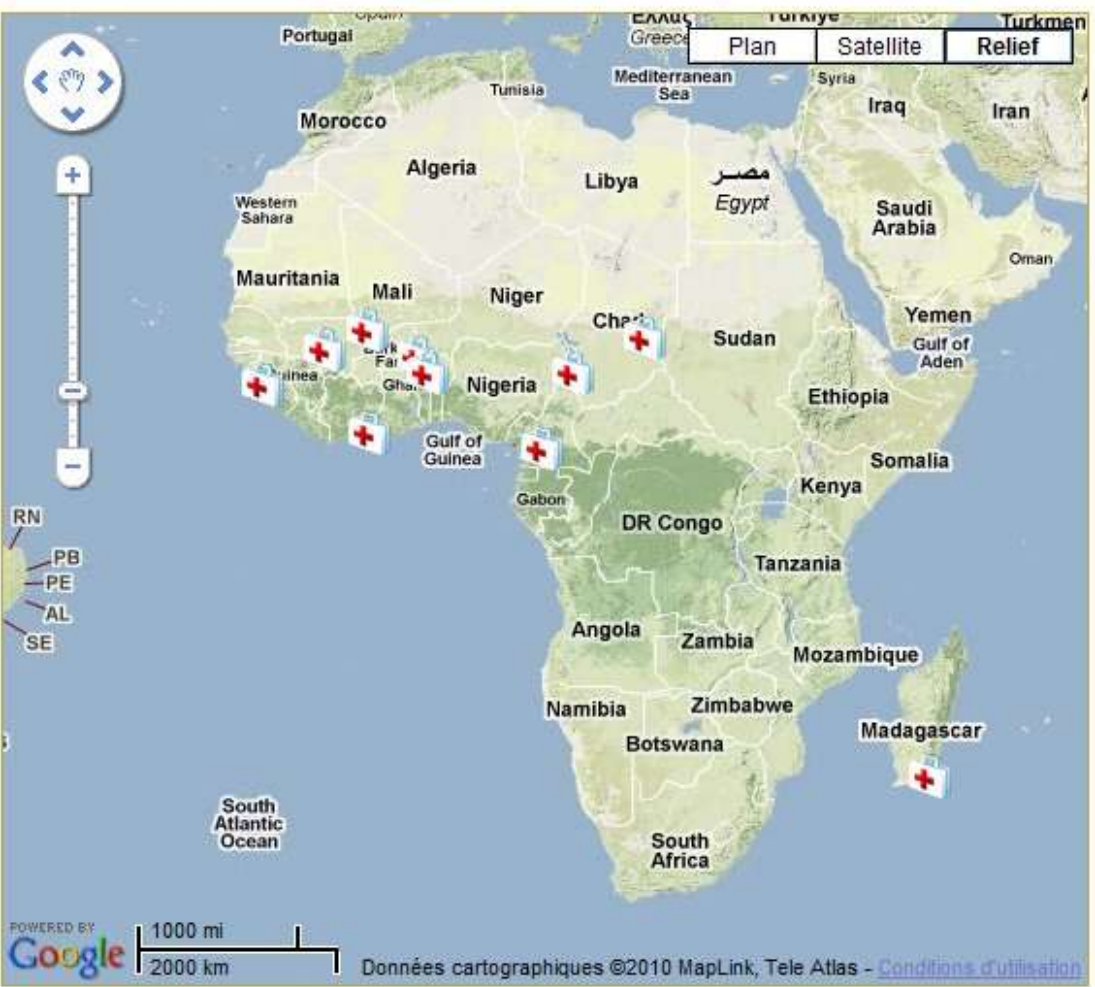 Portugal
Ελλάς
Greece
Türkiye
Turkmen
Plan
Satellite
Relief
Tunisia
Mediterranean
Sea
Syria
Iraq
Iran
Morocco
Algeria
Libya
مصر
Egypt
Western
Sahara
Saudi
Arabia
Oman
Mauritania
Mali
Niger
Chad
Sudan
Yemen
Gulf of
Aden
Nigeria
Ethiopia
Gulf of
Guinea
Somalia
Kenya
Gabon
DR Congo
Tanzania
RN
PB
PE
AL
SE
Angola
Zambia
Mozambique
Namibia
Zimbabwe
Botswana
Madagascar
South
Atlantic
Ocean
South
Africa
POWERED BY
Google
1000 mi
2000 km
Données cartographiques ©2010 MapLink, Tele Atlas - Conditions d'utilisation